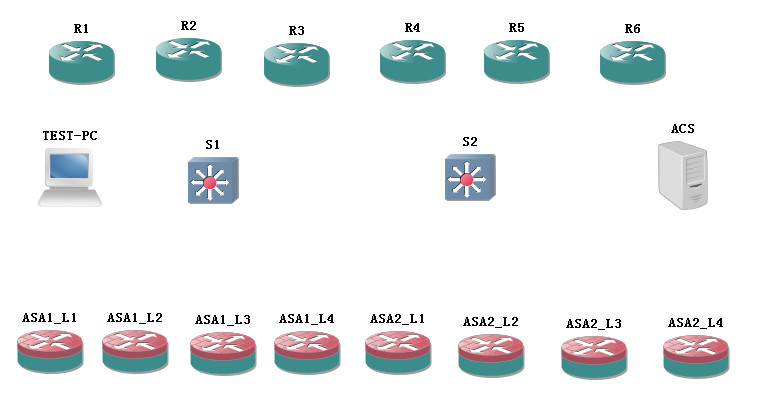 R1 R2 R3 R4 R5 R6
TEST-PC S1 S2 ACS
ASA1_L1 ASA1_L2 ASA1_L3 ASA1_L4 ASA2_L1 ASA2_L2 ASA2_L3 ASA2_L4